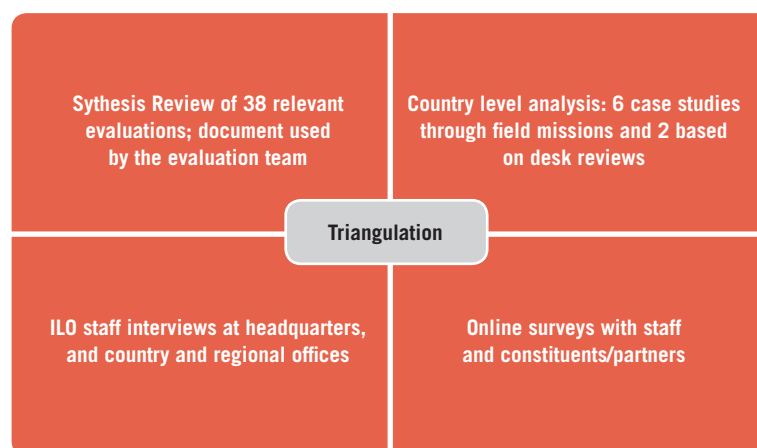 Sythesis Review of 38 relevant
evaluations; document used
by the evaluation team
Country level analysis: 6 case studies
through field missions and 2 based
on desk reviews
Triangulation
ILO staff interviews at headquarters,
and country and regional offices
Online surveys with staff
and constituents/partners